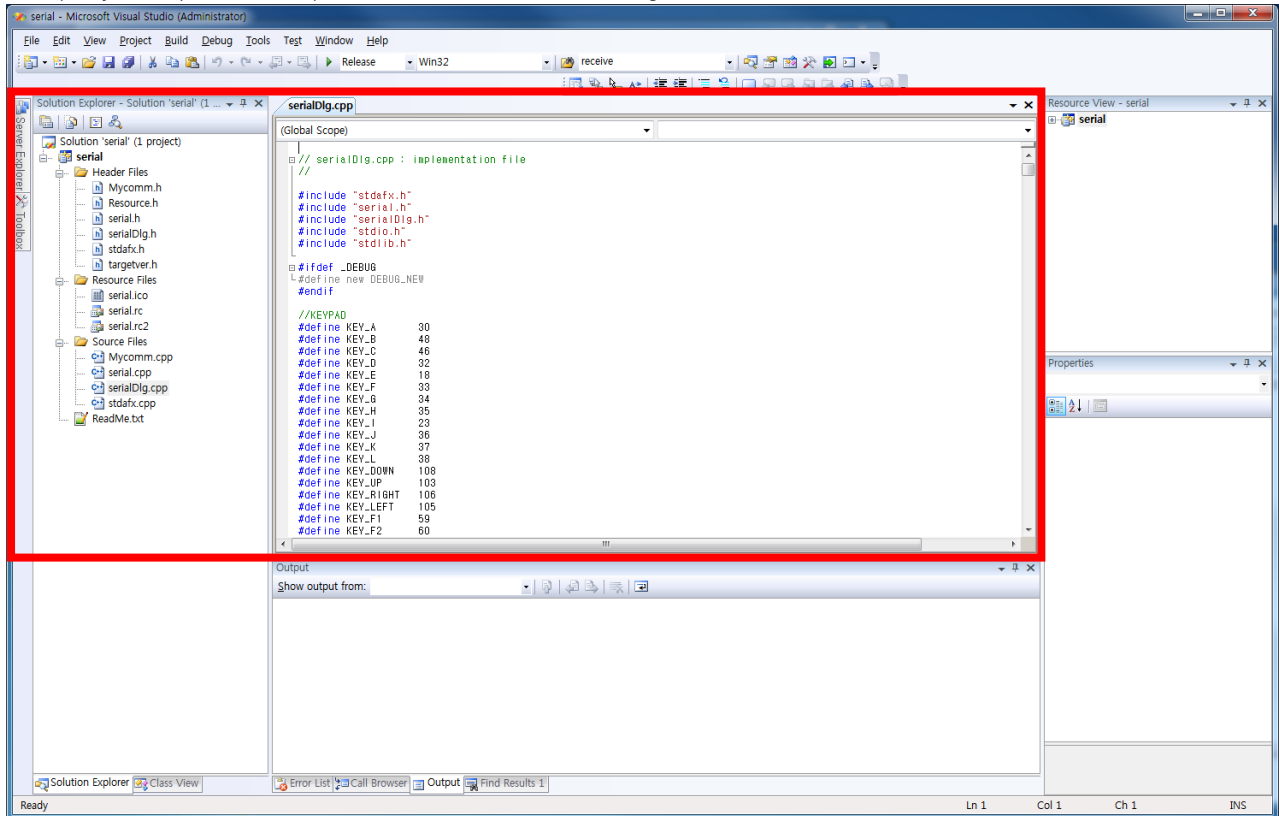 serial - Microsoft Visual Studio (Administrator)
File Edit View Project Build Debug Tools Test Window Help
Release Win32 receive
Server Explorer
Toolbox
Solution Explorer - Solution 'serial' (1 ...
Solution 'serial' (1 project)
serial
Header Files
Mycomm.h
Resource.h
serial.h
serialDlg.h
stdafx.h
targetver.h
Resource Files
serial.ico
serial.rc
serial.rc2
Source Files
Mycomm.cpp
serial.cpp
serialDlg.cpp
stdafx.cpp
ReadMe.txt
serialDlg.cpp
(Global Scope)
// serialDlg.cpp : implementation file
//
#include "stdafx.h"
#include "serial.h"
#include "serialDlg.h"
#include "stdio.h"
#include "stdlib.h"
#ifdef _DEBUG
#define new DEBUG_NEW
#endif
//KEYPAD
#define KEY_A 30
#define KEY_B 48
#define KEY_C 46
#define KEY_D 32
#define KEY_E 18
#define KEY_F 33
#define KEY_G 34
#define KEY_H 35
#define KEY_I 23
#define KEY_J 36
#define KEY_K 37
#define KEY_L 38
#define KEY_DOWN 108
#define KEY_UP 103
#define KEY_RIGHT 106
#define KEY_LEFT 105
#define KEY_F1 59
#define KEY_F2 60
Resource View - serial
serial
Properties
Output
Show output from:
Solution Explorer Class View
Error List Call Browser Output Find Results 1
Ready Ln 1 Col 1 Ch 1 INS